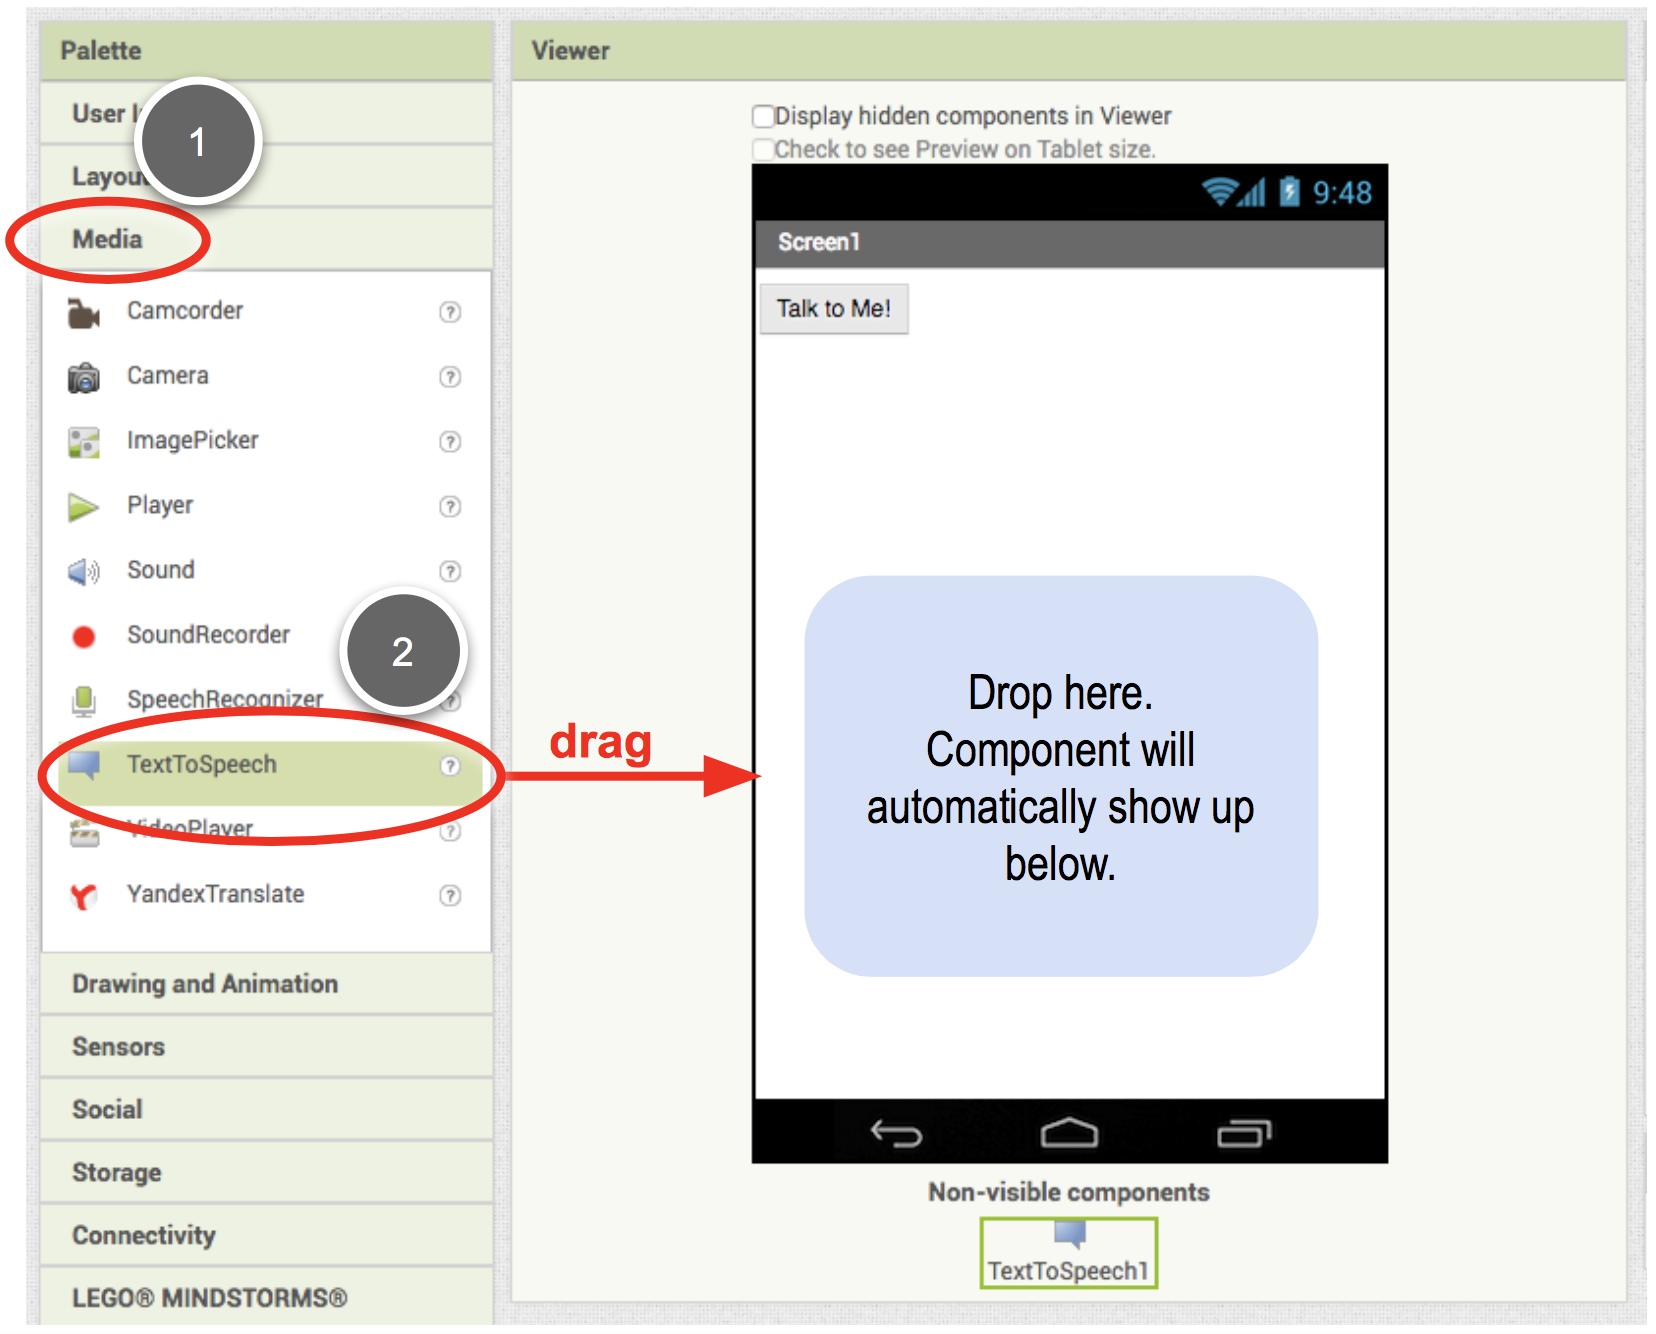 Palette
User I
1
Layou
Media
Camcorder ?
Camera ?
ImagePicker ?
Player ?
Sound ?
SoundRecorder
2
SpeechRecognizer ?
TextToSpeech ?
VideoPlayer ?
YandexTranslate ?
Drawing and Animation
Sensors
Social
Storage
Connectivity
LEGO® MINDSTORMS®
drag
Viewer
Display hidden components in Viewer
Check to see Preview on Tablet size.
9:48
Screen1
Talk to Me!
Drop here.
Component will
automatically show up
below.
Non-visible components
TextToSpeech1